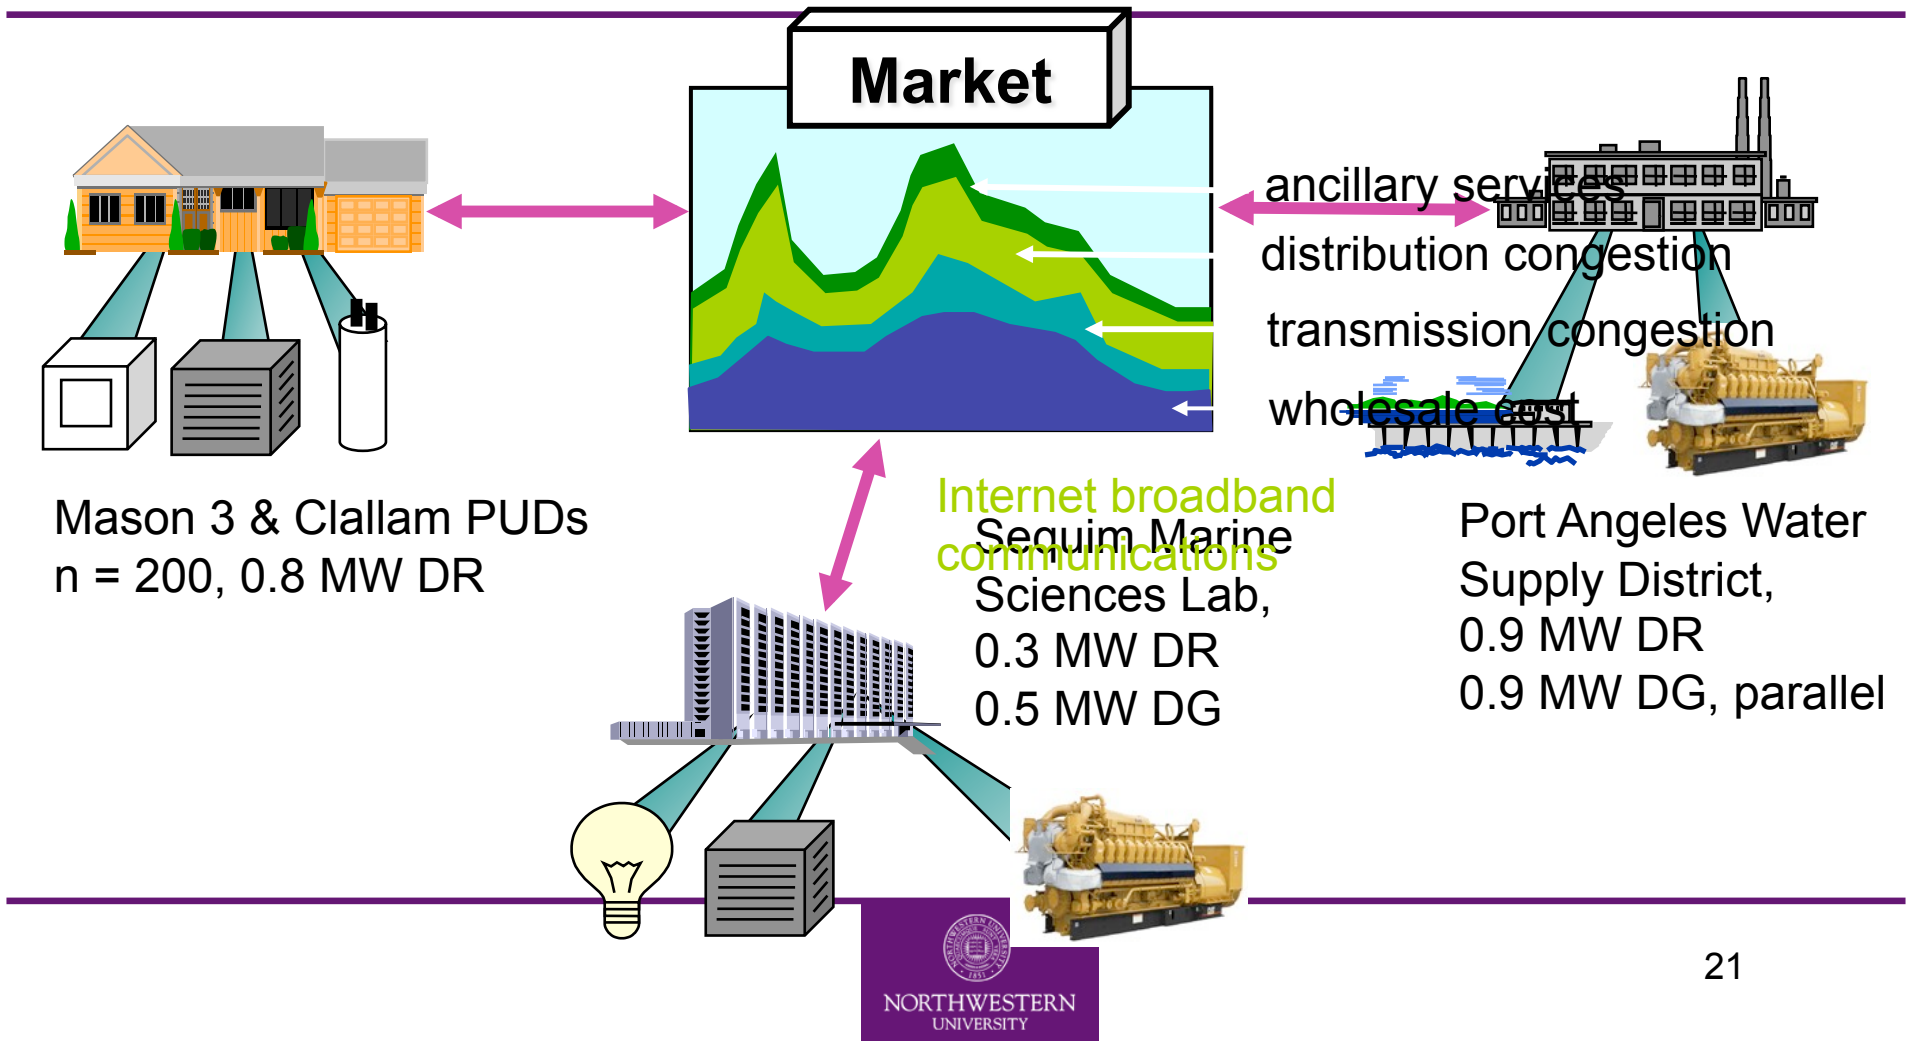 Market
ancillary services
distribution congestion
transmission congestion
wholesale cost
Mason 3 & Clallam PUDs
n = 200, 0.8 MW DR
Internet broadband
communications
Sequim Marine
Sciences Lab,
0.3 MW DR
0.5 MW DG
Port Angeles Water
Supply District,
0.9 MW DR
0.9 MW DG, parallel
NORTHWESTERN
UNIVERSITY
21